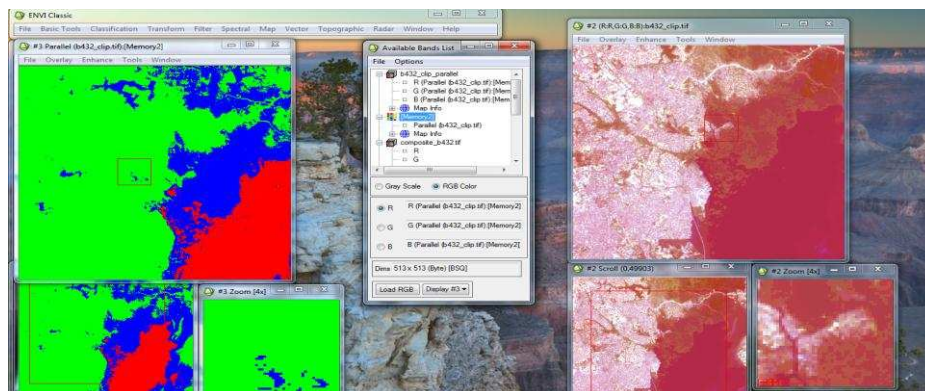 ENVI Classic
File Basic Tools Classification Transform Filter Spectral Map Vector Topographic Radar Window Help
#3 Parallel (b432_clip.tif):[Memory2]
File Overlay Enhance Tools Window
#3 Zoom [4x]
Available Bands List
File Options
b432_clip_parallel
R (Parallel (b432_clip.tif):[Mem
G (Parallel (b432_clip.tif):[Mem
B (Parallel (b432_clip.tif):[Mem
Map Info
[Memory2]
Parallel (b432_clip.tif)
Map Info
composite_b432.tif
R
G
Gray Scale RGB Color
R R (Parallel (b432_clip.tif):[Memory2]
G G (Parallel (b432_clip.tif):[Memory2]
B B (Parallel (b432_clip.tif):[Memory2[
Dims 513 x 513 (Byte) [BSQ]
Load RGB Display #3
#2 (R:R,G:G,B:B):b432_clip.tif
File Overlay Enhance Tools Window
#2 Scroll (0.49903)
#2 Zoom [4x]